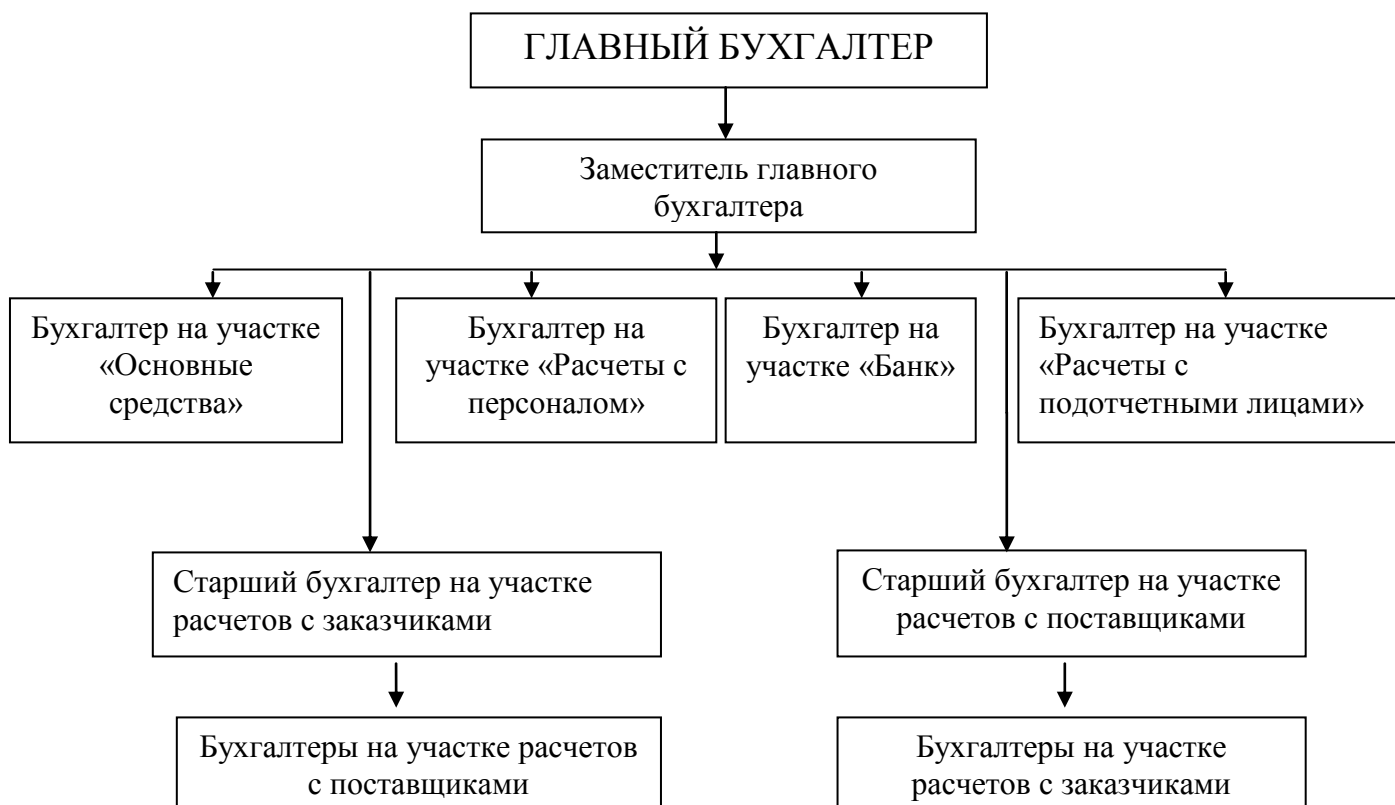 ГЛАВНЫЙ БУХГАЛТЕР
Заместитель главного
бухгалтера
Бухгалтер на участке
«Основные
средства»
Бухгалтер на
участке «Расчеты с
персоналом»
Бухгалтер на
участке «Банк»
Бухгалтер на участке
«Расчеты с
подотчетными лицами»
Старший бухгалтер на участке
расчетов с заказчиками
Старший бухгалтер на участке
расчетов с поставщиками
Бухгалтеры на участке расчетов
с поставщиками
Бухгалтеры на участке
расчетов с заказчиками